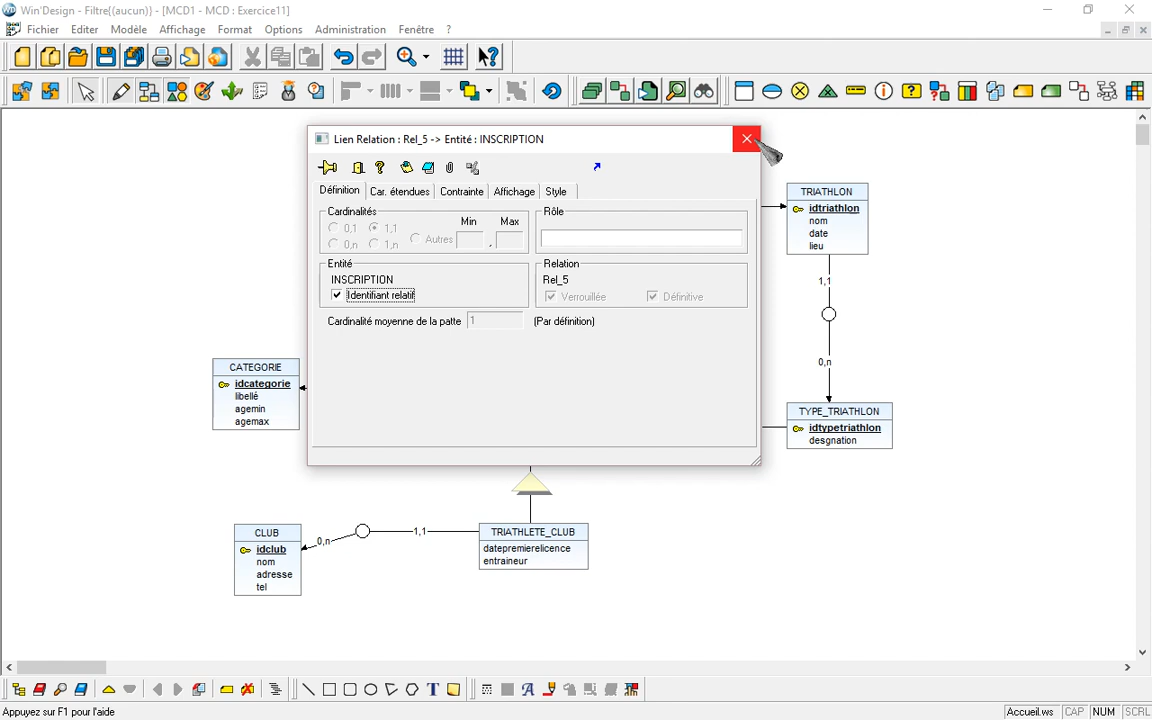 Win'Design - Filtre{(aucun)} - [MCD1 - MCD : Exercice11]
Fichier Editer Modèle Affichage Format Options Administration Fenêtre ?
Lien Relation : Rel_5 -> Entité : INSCRIPTION
Définition Car. étendues Contrainte Affichage Style
Cardinalités Min Max
0,1 1,1
Autres ,
0,n 1,n
Rôle
Entité
INSCRIPTION
Identifiant relatif
Relation
Rel_5
Verrouillée Définitive
Cardinalité moyenne de la patte 1 (Par définition)
TRIATHLON
idtriathlon
nom
date
lieu
1,1
0,n
TYPE_TRIATHLON
idtypetriathlon
desgnation
CATEGORIE
idcategorie
libellé
agemin
agemax
CLUB
idclub
nom
adresse
tel
0,n
1,1
TRIATHLETE_CLUB
datepremierelicence
entraineur
Appuyez sur F1 pour l'aide
Accueil.ws CAP NUM SCRL